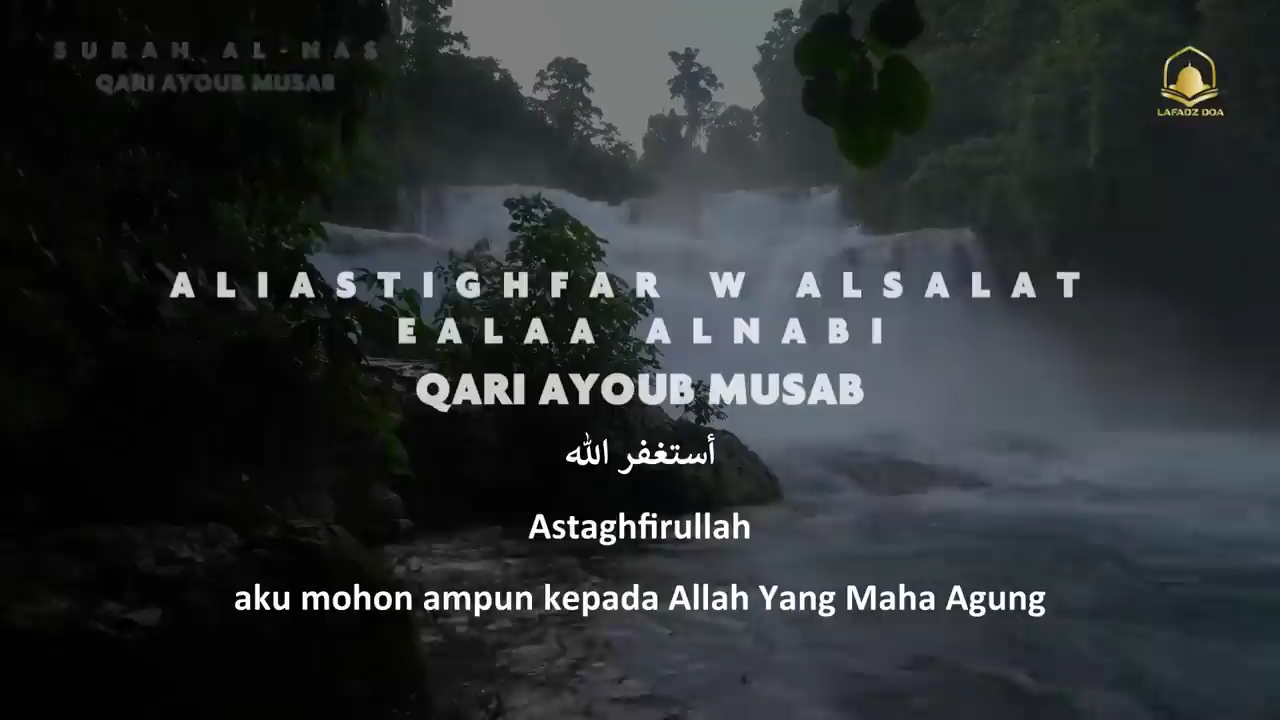 SURAH AL-NAS
QARI AYOUB MUSAB
LAFADZ DOA
ALIASTIGHFAR W ALSALAT
EALAA ALNABI
QARI AYOUB MUSAB
أستغفر الله
Astaghfirullah
aku mohon ampun kepada Allah Yang Maha Agung